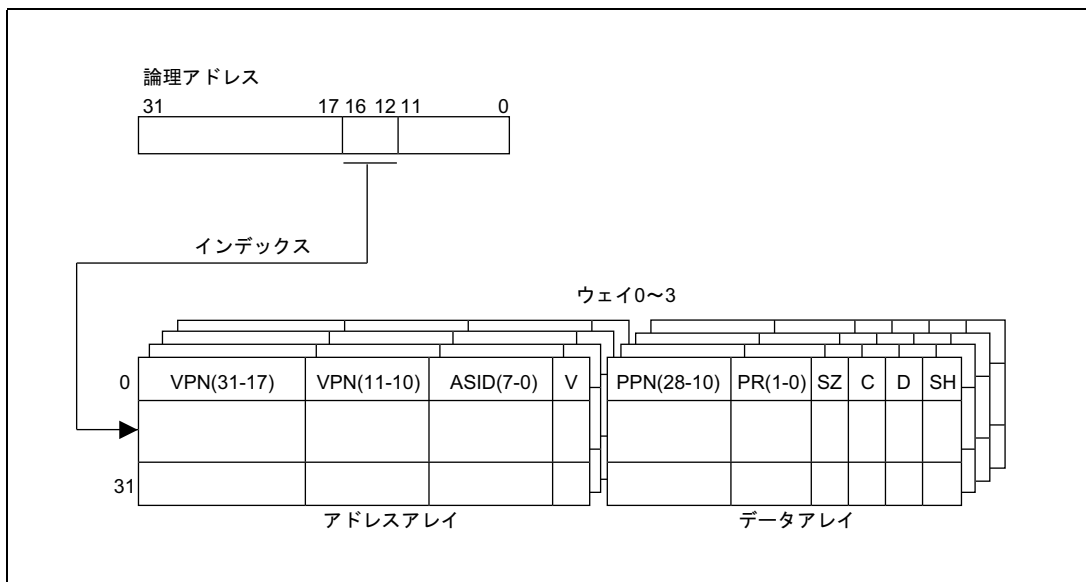 論理アドレス
31 17 16 12 11 0
インデックス
ウェイ0〜3
0 VPN(31-17) VPN(11-10) ASID(7-0) V PPN(28-10) PR(1-0) SZ C D SH
31
アドレスアレイ データアレイ